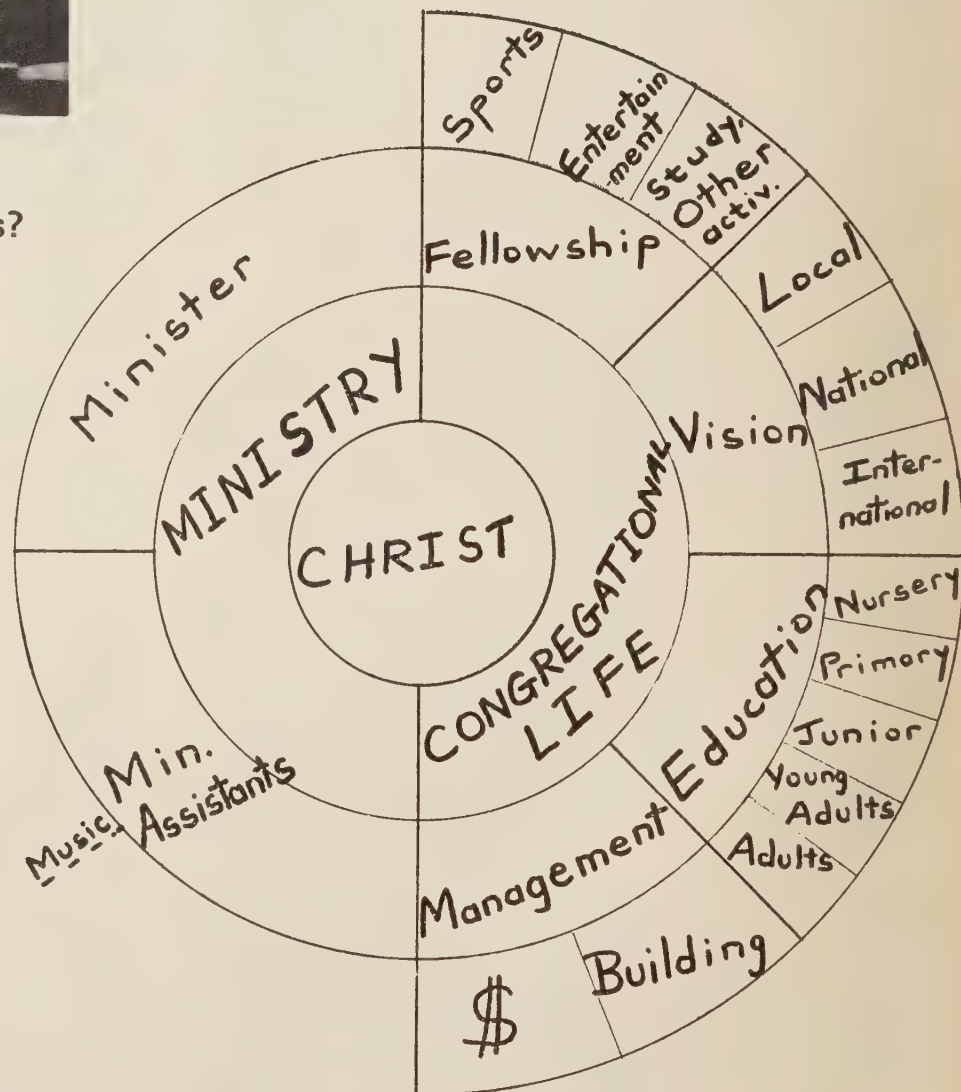 s?
Sports
Entertain
-ment
Study,
Other
activ.
Fellowship
Local
National
Inter-
national
Vision
Minister
MINISTRY
CHRIST
CONGREGATIONAL
LIFE
Education
Nursery
Primary
Junior
Young
Adults
Adults
Min.
Assistants
Music
Management
$
Building